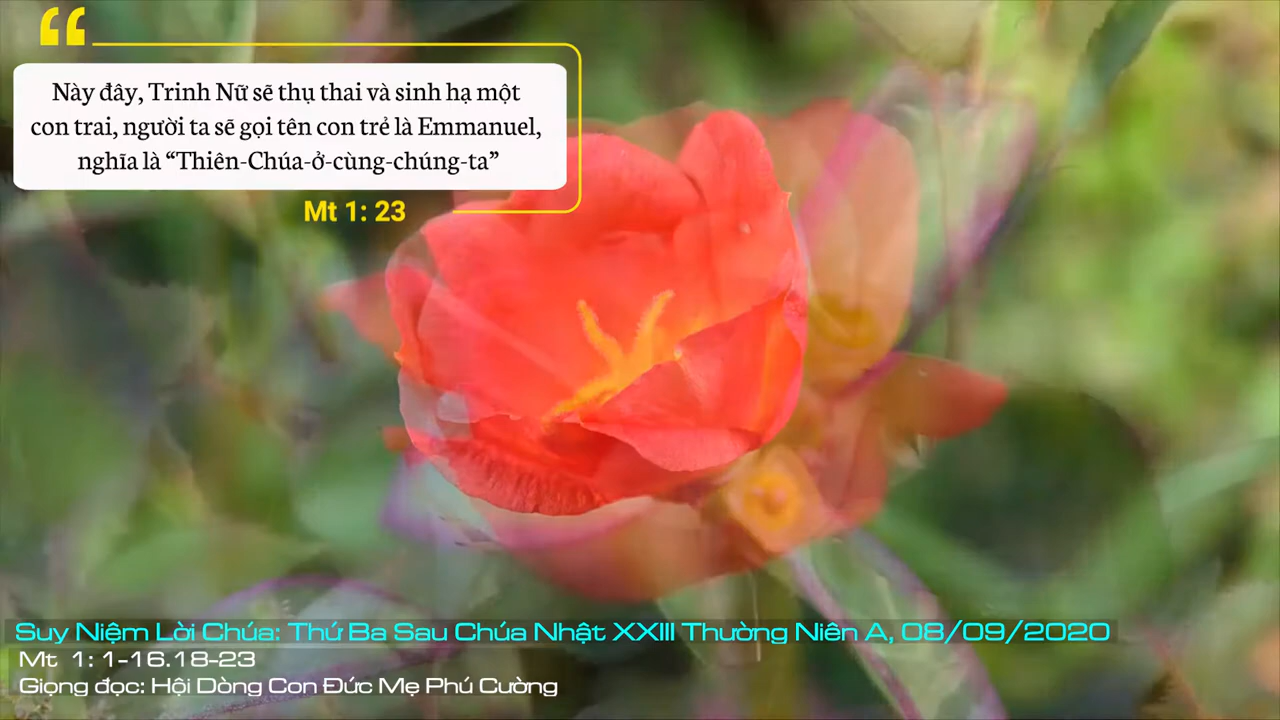 “
Này đây, Trinh Nữ sẽ thụ thai và sinh hạ một
con trai, người ta sẽ gọi tên con trẻ là Emmanuel,
nghĩa là “Thiên-Chúa-ở-cùng-chúng-ta”
Mt 1: 23
Suy Niệm Lời Chúa: Thứ Ba Sau Chúa Nhật XXIII Thường Niên A, 08/09/2020
Mt 1: 1-16.18-23
Giọng đọc: Hội Dòng Con Đức Mẹ Phú Cường